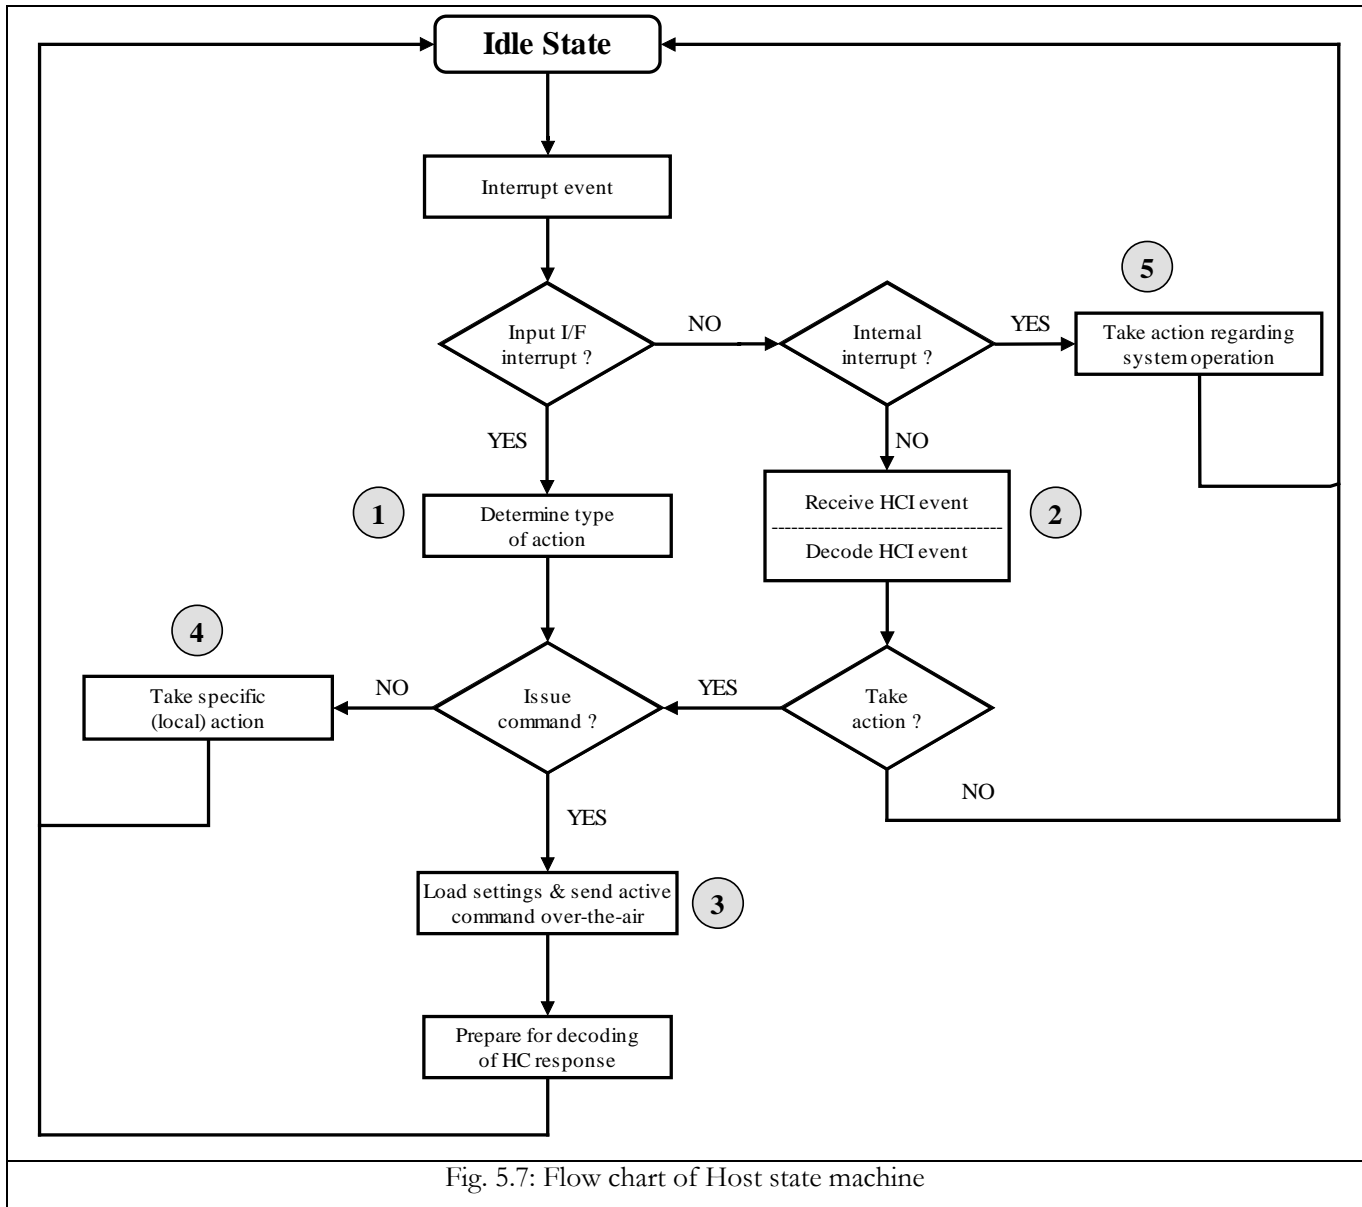 Idle State
Interrupt event
5
Input I/F
interrupt ?
NO
Internal
interrupt ?
YES
Take action regarding
system operation
YES
NO
1
Determine type
of action
Receive HCI event
------------------------------------
Decode HCI event
2
4
Take specific
(local) action
NO
Issue
command ?
YES
Take
action ?
NO
YES
Load settings & send active
command over-the-air
3
Prepare for decoding
of HC response
Fig. 5.7: Flow chart of Host state machine